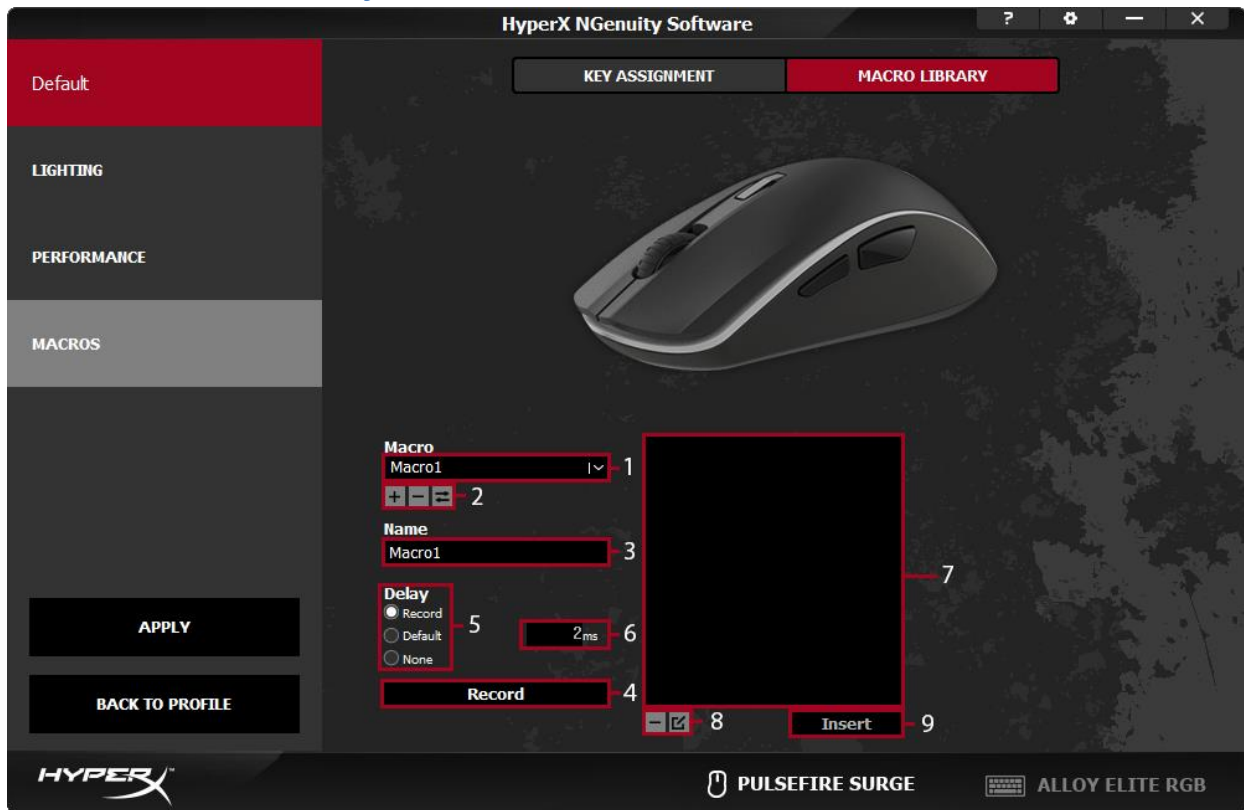 HyperX NGenuity Software
? — ×
Default
KEY ASSIGNMENT MACRO LIBRARY
LIGHTING
PERFORMANCE
MACROS
Macro
Macro1 1
+ − 2
Name
Macro1 3
Delay
Record
Default 5
None
2ms 6
7
Record 4
− 8
Insert 9
APPLY
BACK TO PROFILE
HYPERX™
PULSEFIRE SURGE
ALLOY ELITE RGB